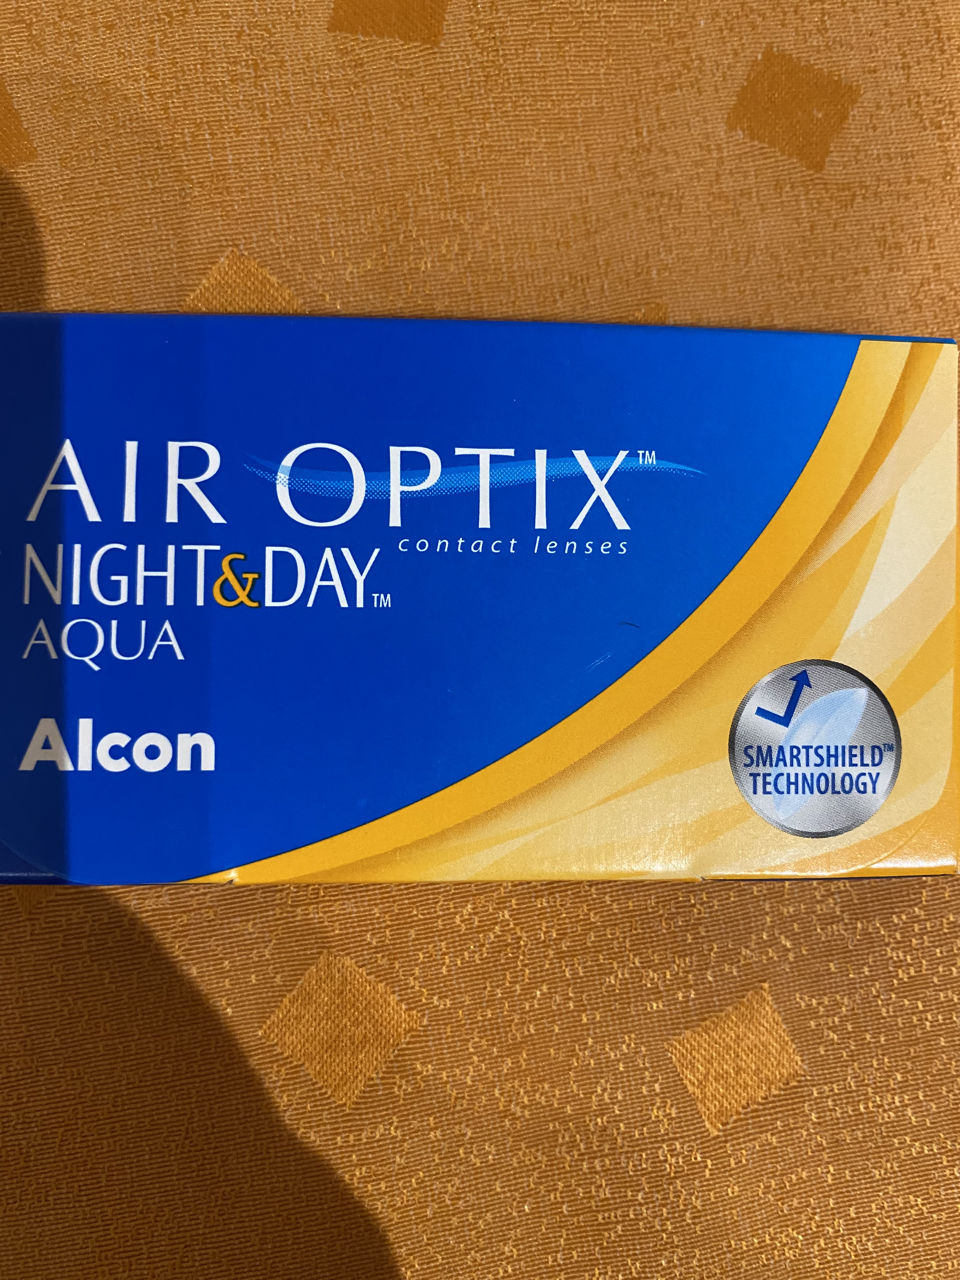 AIR OPTIX™
contact lenses
NIGHT&DAY™
AQUA
Alcon
SMARTSHIELD™
TECHNOLOGY